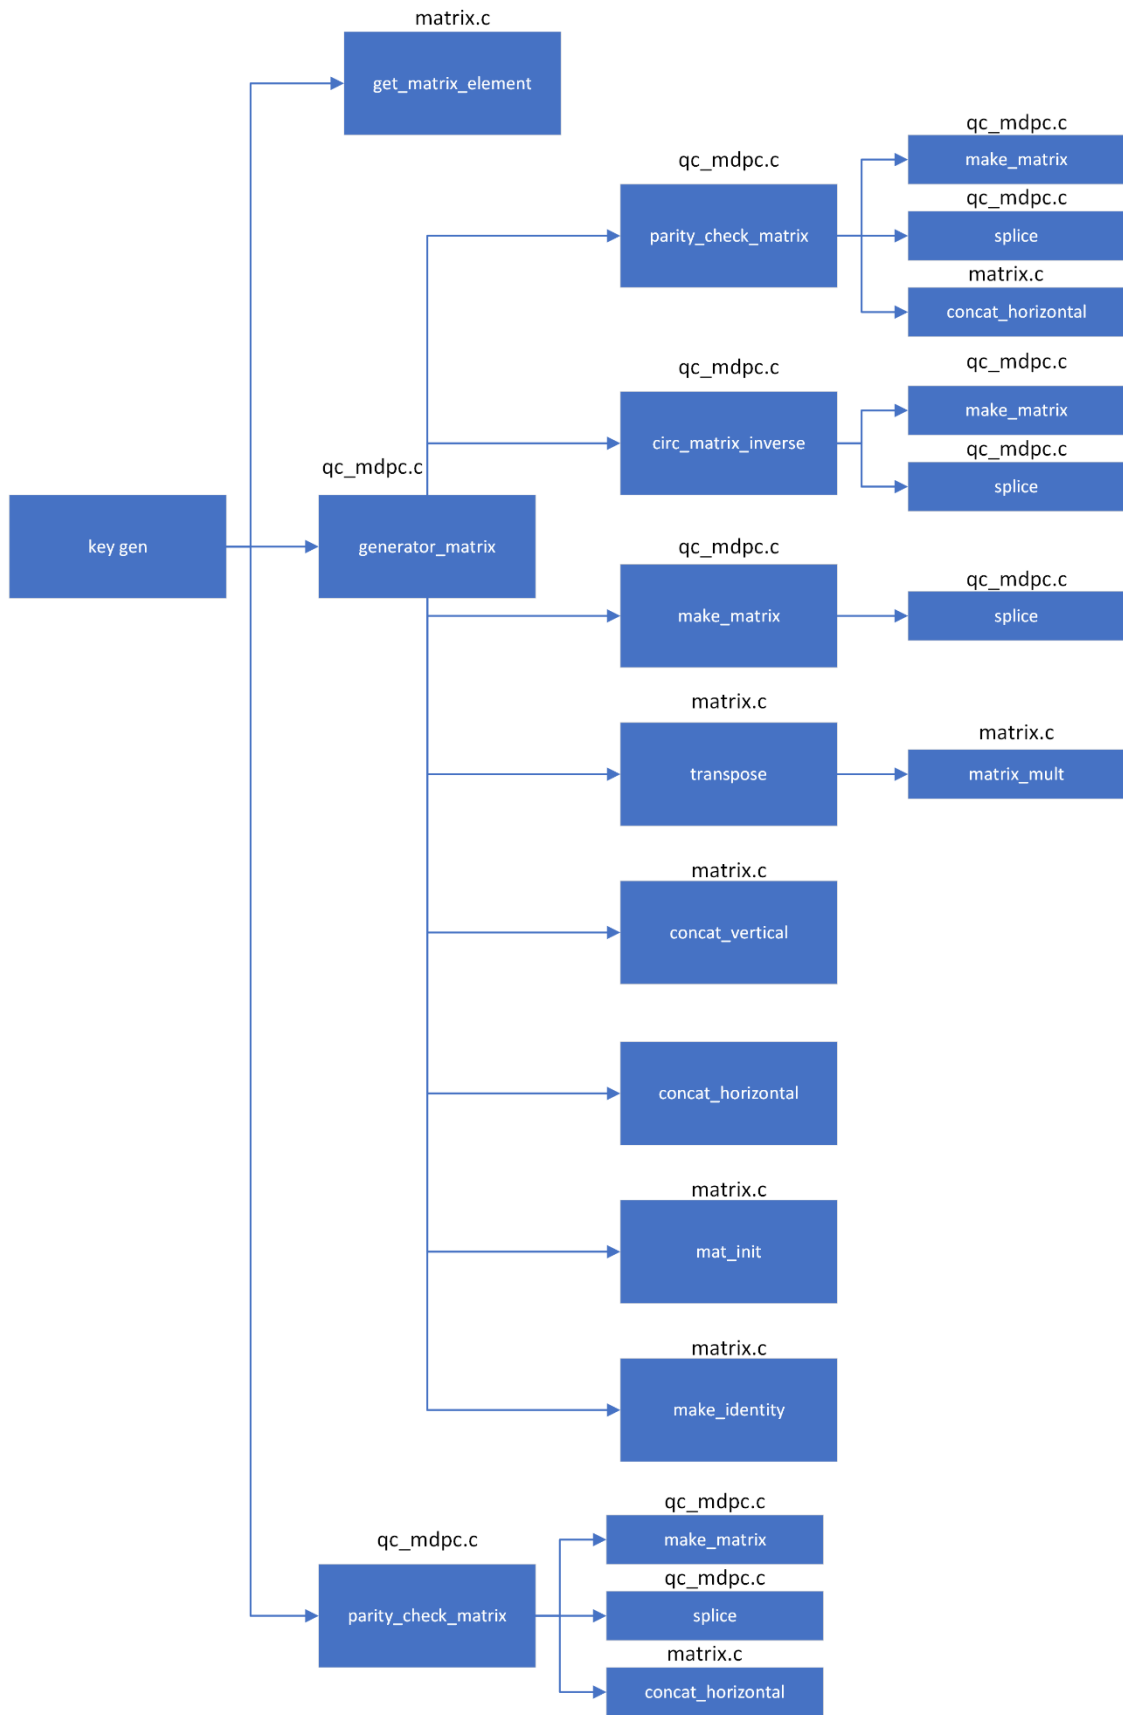 matrix.c
get_matrix_element
qc_mdpc.c
make_matrix
qc_mdpc.c
parity_check_matrix
qc_mdpc.c
splice
matrix.c
concat_horizontal
qc_mdpc.c
circ_matrix_inverse
qc_mdpc.c
make_matrix
qc_mdpc.c
splice
key gen
qc_mdpc.c
generator_matrix
qc_mdpc.c
make_matrix
qc_mdpc.c
splice
matrix.c
transpose
matrix.c
matrix_mult
matrix.c
concat_vertical
concat_horizontal
matrix.c
mat_init
matrix.c
make_identity
qc_mdpc.c
parity_check_matrix
qc_mdpc.c
make_matrix
qc_mdpc.c
splice
matrix.c
concat_horizontal